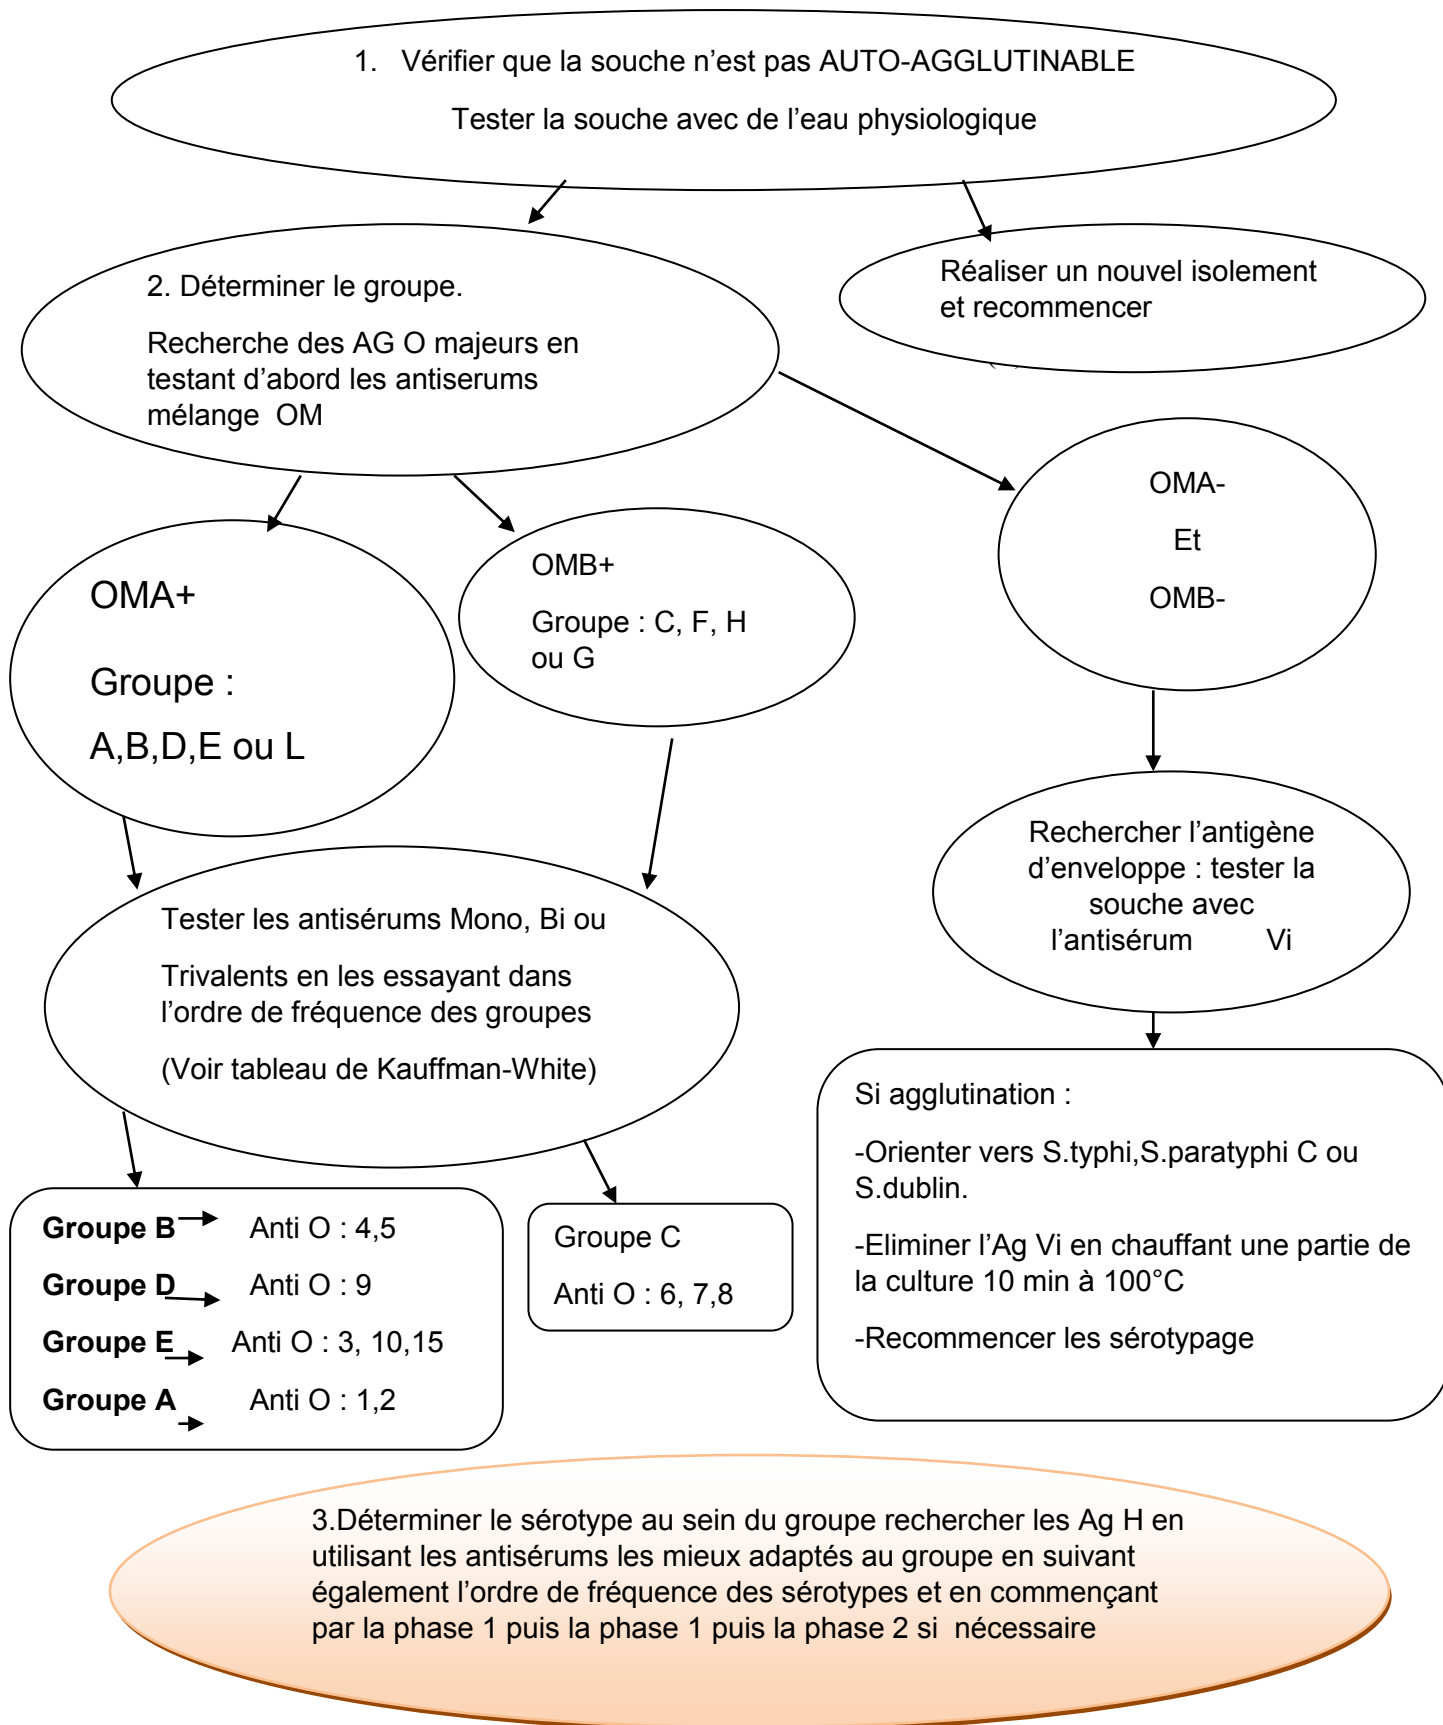 1. Vérifier que la souche n’est pas AUTO-AGGLUTINABLE
Tester la souche avec de l’eau physiologique
2. Déterminer le groupe.
Recherche des AG O majeurs en
testant d’abord les antiserums
mélange OM
Réaliser un nouvel isolement
et recommencer
OMA+
Groupe :
A,B,D,E ou L
OMB+
Groupe : C, F, H
ou G
OMA-
Et
OMB-
Tester les antisérums Mono, Bi ou
Trivalents en les essayant dans
l’ordre de fréquence des groupes
(Voir tableau de Kauffman-White)
Rechercher l’antigène
d’enveloppe : tester la
souche avec
l’antisérum Vi
Groupe B Anti O : 4,5
Groupe D Anti O : 9
Groupe E Anti O : 3, 10,15
Groupe A Anti O : 1,2
Groupe C
Anti O : 6, 7,8
Si agglutination :
-Orienter vers S.typhi,S.paratyphi C ou
S.dublin.
-Eliminer l’Ag Vi en chauffant une partie de
la culture 10 min à 100°C
-Recommencer les sérotypage
3.Déterminer le sérotype au sein du groupe rechercher les Ag H en
utilisant les antisérums les mieux adaptés au groupe en suivant
également l’ordre de fréquence des sérotypes et en commençant
par la phase 1 puis la phase 1 puis la phase 2 si nécessaire